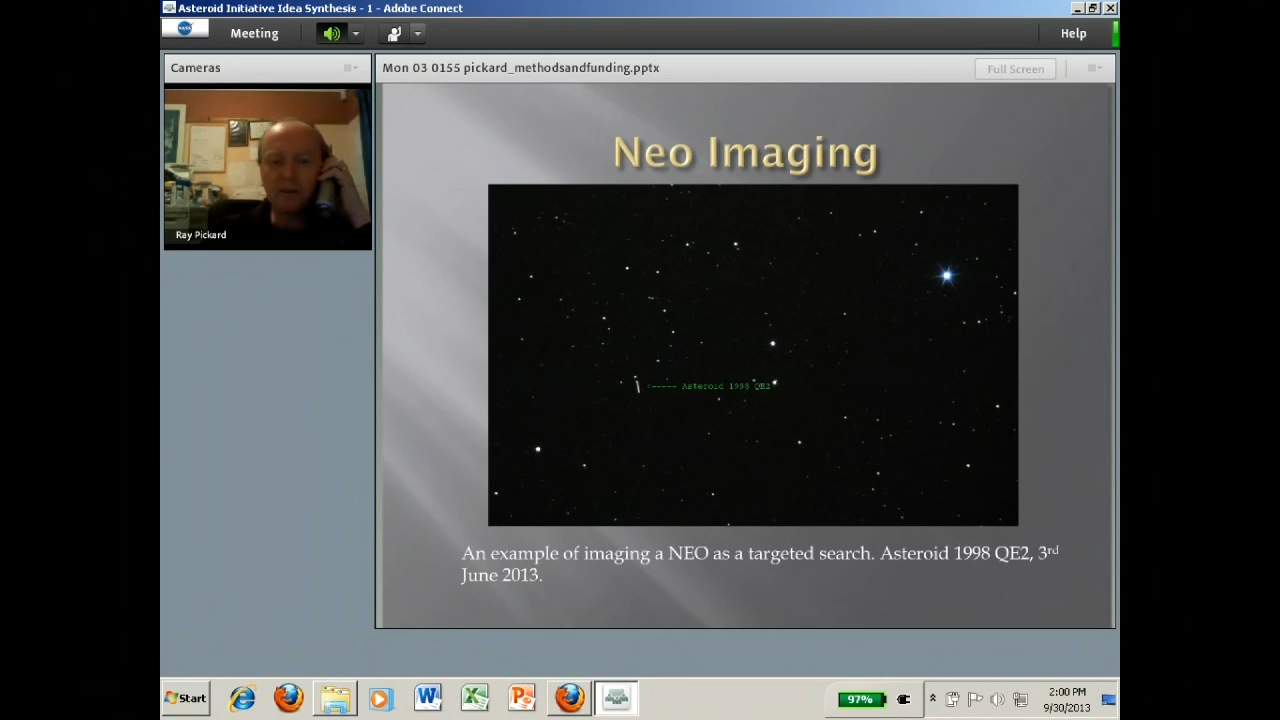 Asteroid Initiative Idea Synthesis - 1 - Adobe Connect
NASA
Meeting
Help
Cameras
Mon 03 0155 pickard_methodsandfunding.pptx
Full Screen
Ray Pickard
Neo Imaging
<----- Asteroid 1998 QE2
An example of imaging a NEO as a targeted search. Asteroid 1998 QE2, 3rd
June 2013.
Start
97%
2:00 PM
9/30/2013